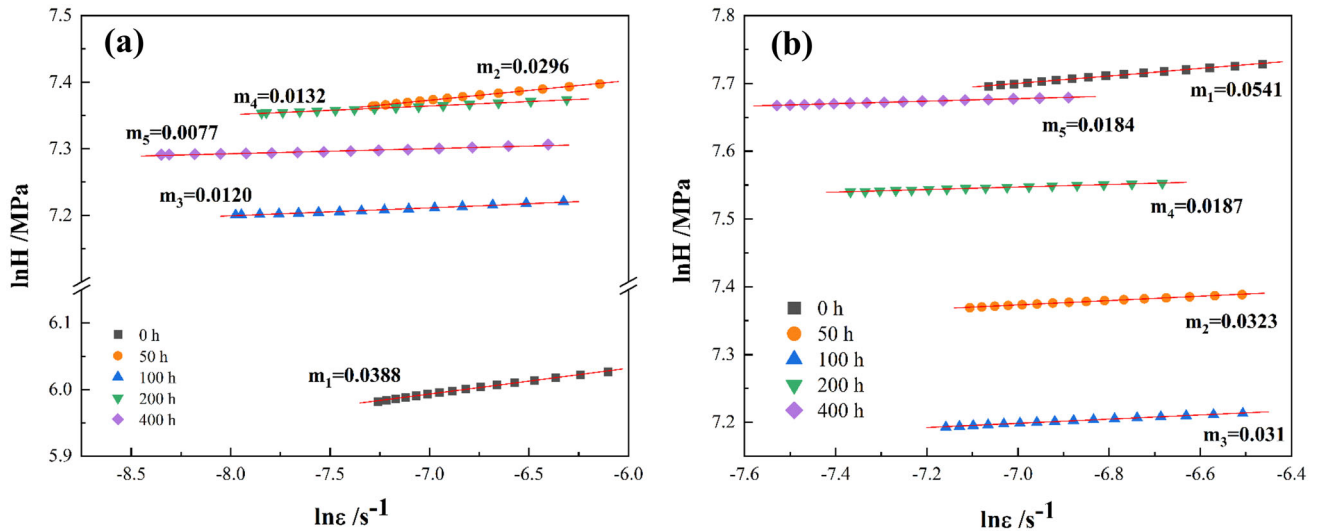 (a)
7.5
7.4
7.3
7.2
6.1
6.0
5.9
lnH /MPa
m2=0.0296
m4=0.0132
m5=0.0077
m3=0.0120
m1=0.0388
0 h
50 h
100 h
200 h
400 h
-8.5 -8.0 -7.5 -7.0 -6.5 -6.0
lnε /s-1
(b)
7.8
7.7
7.6
7.5
7.4
7.3
7.2
lnH /MPa
m1=0.0541
m5=0.0184
m4=0.0187
m2=0.0323
m3=0.031
0 h
50 h
100 h
200 h
400 h
-7.6 -7.4 -7.2 -7.0 -6.8 -6.6 -6.4
lnε /s-1